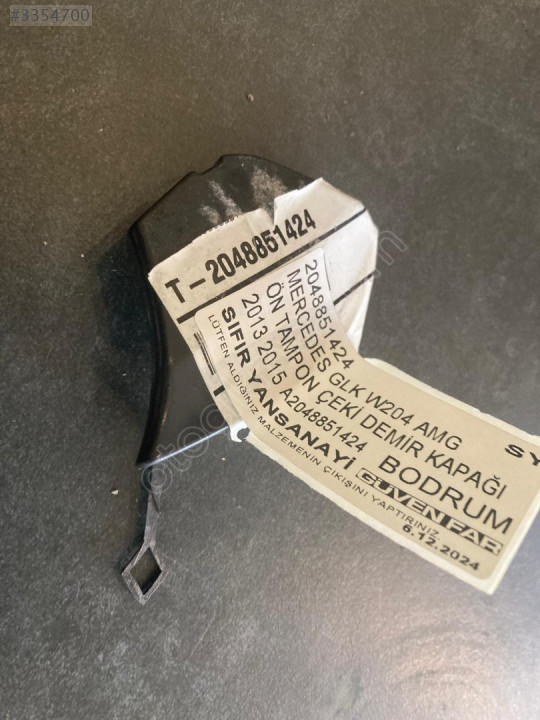 #3354700
T-2048851424
2048851424
MERCEDES GLK W204 AMG
ÖN TAMPON ÇEKİ DEMİR KAPAĞI
2013 2015 A2048851424
BODRUM
SIFIR YANSANAYİ
GÜVEN FAR
LÜTFEN ALDIĞINIZ MALZEMENİN ÇIKIŞINI YAPTIRINIZ.
6.12.2024
SY